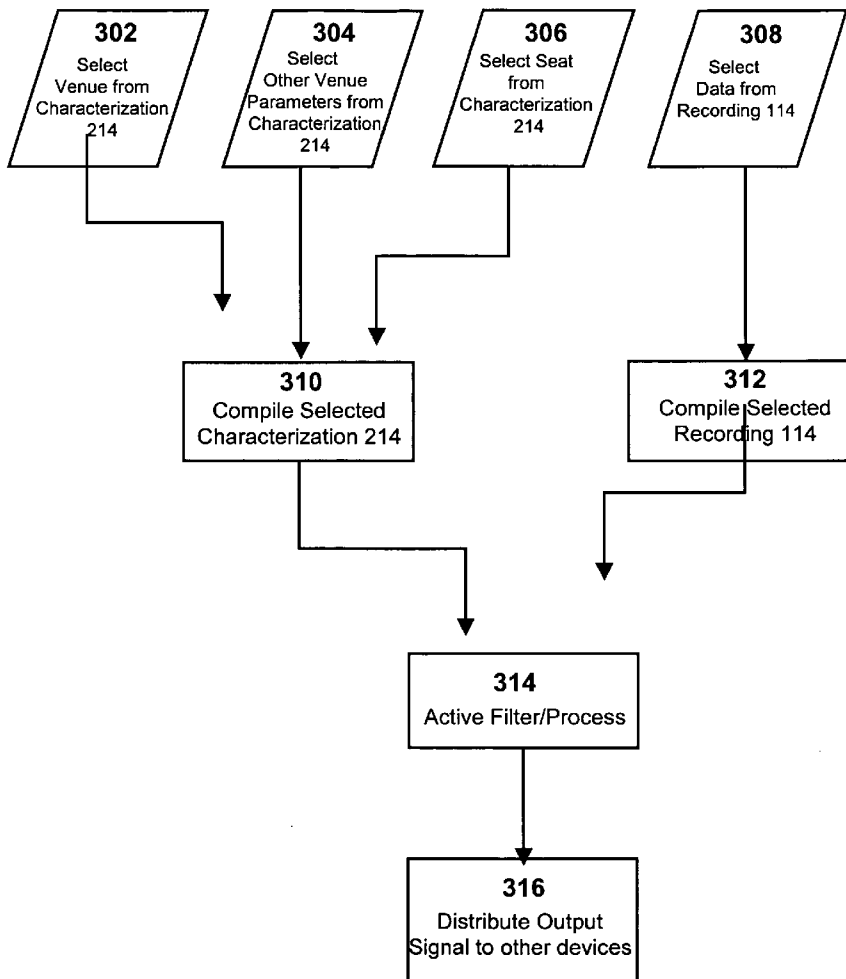 302
Select
Venue from
Characterization
214
304
Select
Other Venue
Parameters from
Characterization
214
306
Select Seat
from
Characterization
214
308
Select
Data from
Recording 114
310
Compile Selected
Characterization 214
312
Compile Selected
Recording 114
314
Active Filter/Process
316
Distribute Output
Signal to other devices